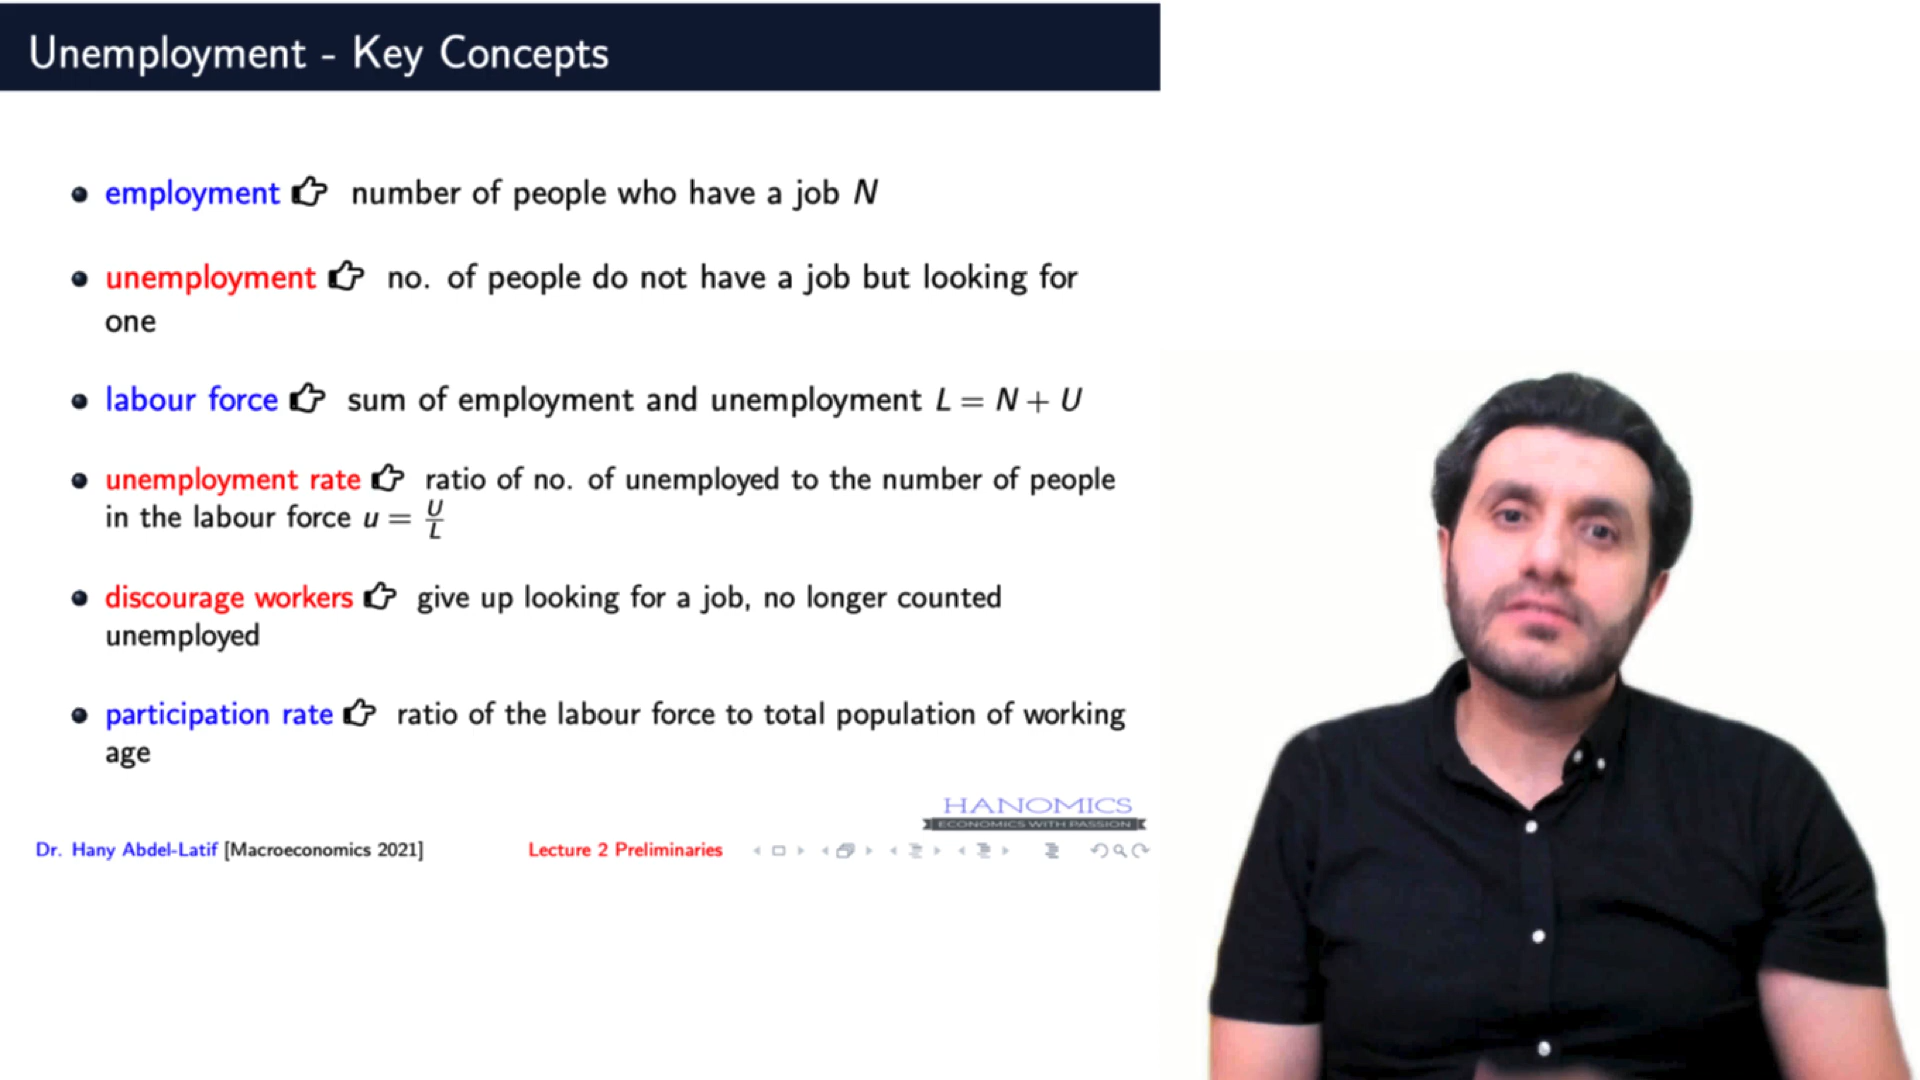 Unemployment - Key Concepts
employment number of people who have a job N
unemployment no. of people do not have a job but looking for
one
labour force sum of employment and unemployment L = N + U
unemployment rate ratio of no. of unemployed to the number of people
in the labour force u = U/L
discourage workers give up looking for a job, no longer counted
unemployed
participation rate ratio of the labour force to total population of working
age
HANOMICS
ECONOMICS WITH PASSION
Dr. Hany Abdel-Latif [Macroeconomics 2021] Lecture 2 Preliminaries